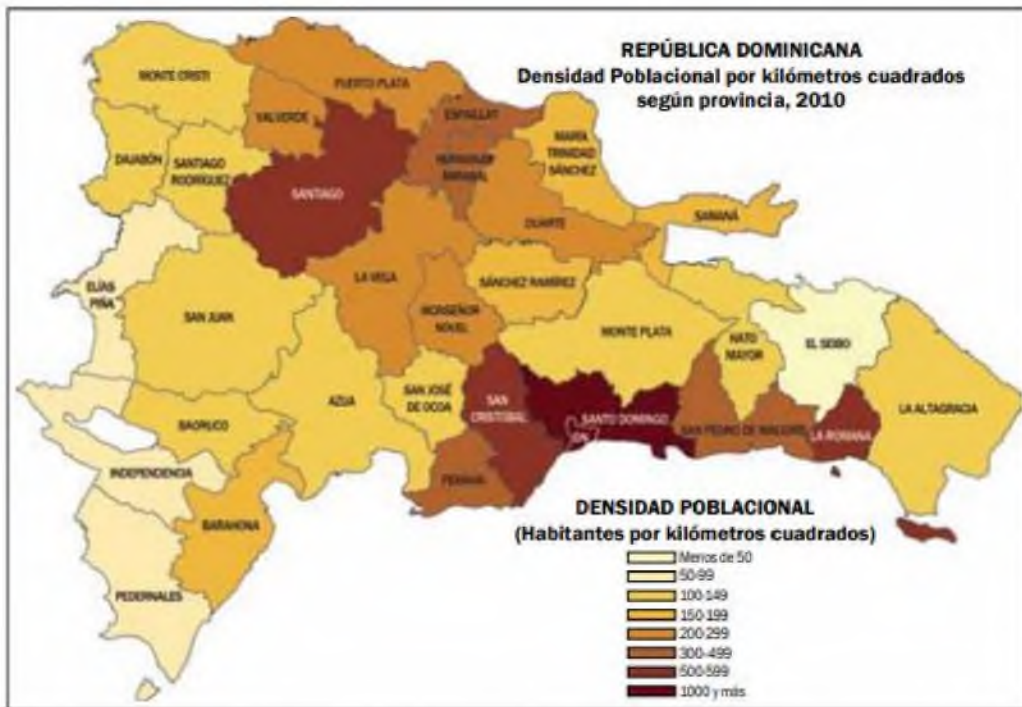 REPÚBLICA DOMINICANA
Densidad Poblacional por kilómetros cuadrados
según provincia, 2010
MONTE CRISTI
PUERTO PLATA
VALVERDE
ESPAILLAT
DAJABÓN
SANTIAGO
RODRÍGUEZ
SANTIAGO
HERMANAS
MIRABAL
MARÍA
TRINIDAD
SÁNCHEZ
DUARTE
SAMANÁ
ELÍAS
PIÑA
SAN JUAN
LA VEGA
SÁNCHEZ RAMÍREZ
MONSEÑOR
NOUEL
MONTE PLATA
HATO
MAYOR
EL SEIBO
AZUA
SAN JOSÉ
DE OCOA
SAN
CRISTÓBAL
SANTO DOMINGO
DN
SAN PEDRO DE MACORÍS
LA ROMANA
LA ALTAGRACIA
BAORUCO
INDEPENDENCIA
BARAHONA
PERAVIA
PEDERNALES
DENSIDAD POBLACIONAL
(Habitantes por kilómetros cuadrados)
Menos de 50
50-99
100-149
150-199
200-299
300-499
500-599
1000 y más